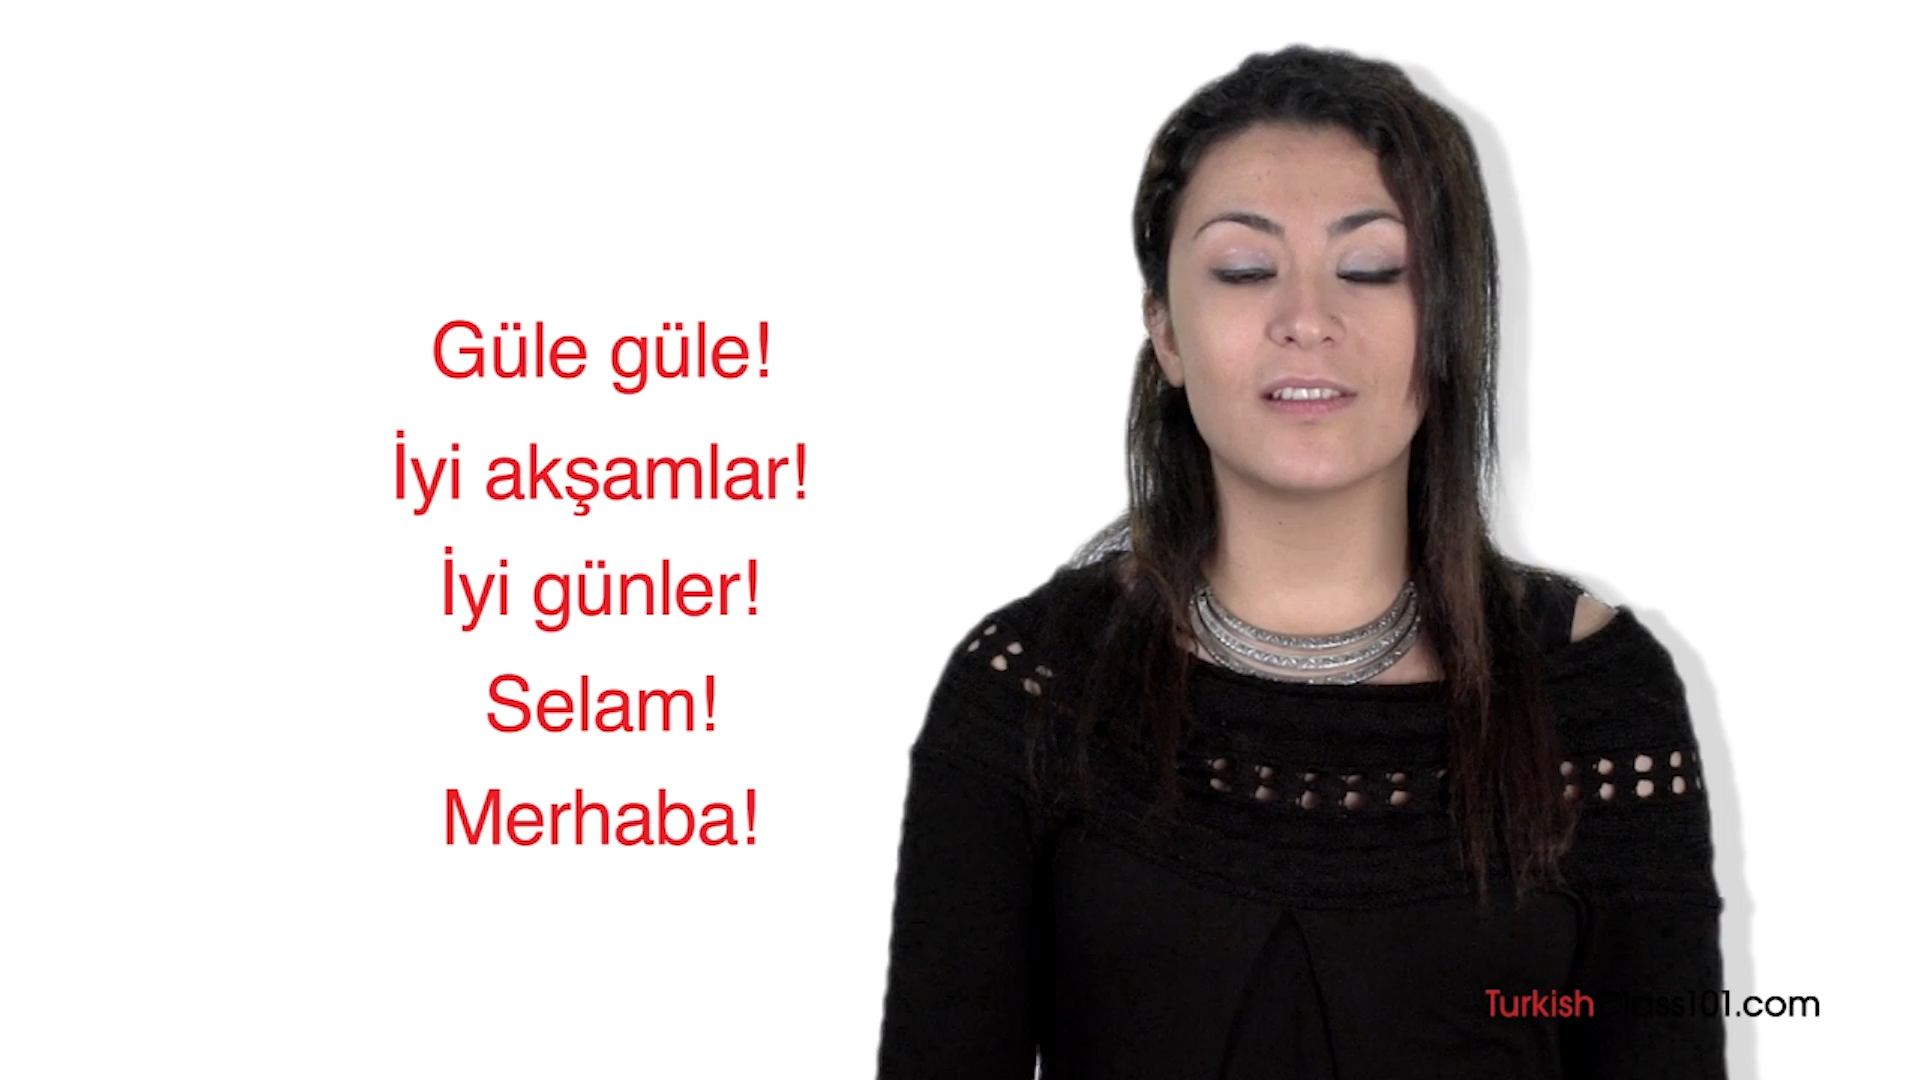 Güle güle!
İyi akşamlar!
İyi günler!
Selam!
Merhaba!
TurkishClass101.com